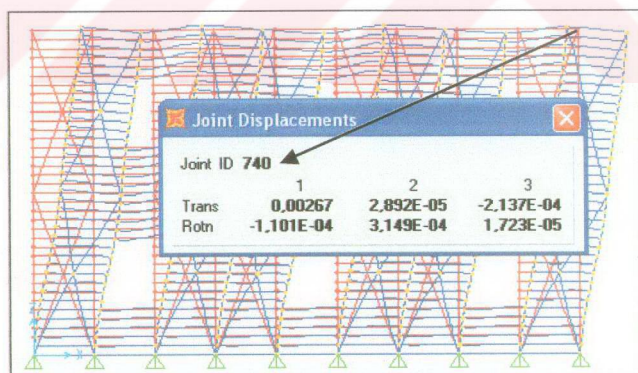 Joint Displacements
Joint ID 740
1 2 3
Trans 0,00267 2,892E-05 -2,137E-04
Rotn -1,101E-04 3,149E-04 1,723E-05